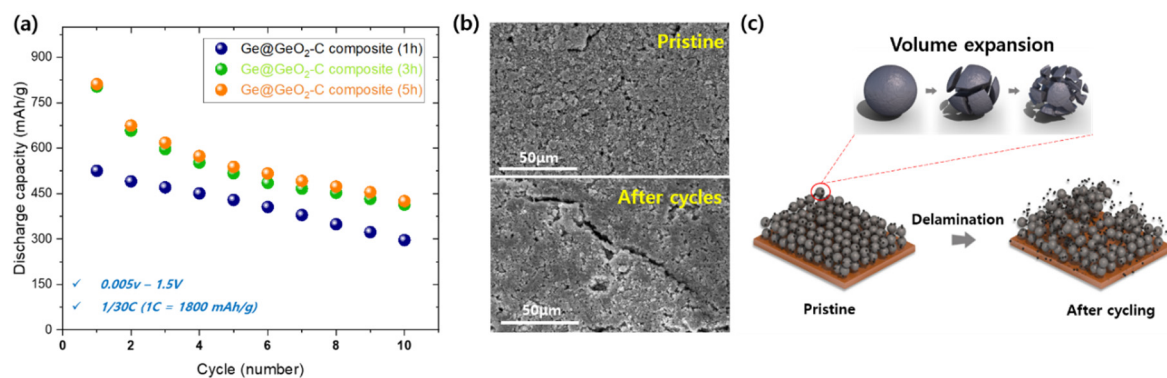 (a)
Discharge capacity (mAh/g)
900
750
600
450
300
150
0
Ge@GeO₂-C composite (1h)
Ge@GeO₂-C composite (3h)
Ge@GeO₂-C composite (5h)
✓ 0.005v – 1.5V
✓ 1/30C (1C = 1800 mAh/g)
0 2 4 6 8 10
Cycle (number)
(b)
Pristine
50μm
After cycles
50μm
(c)
Volume expansion
Delamination
Pristine
After cycling